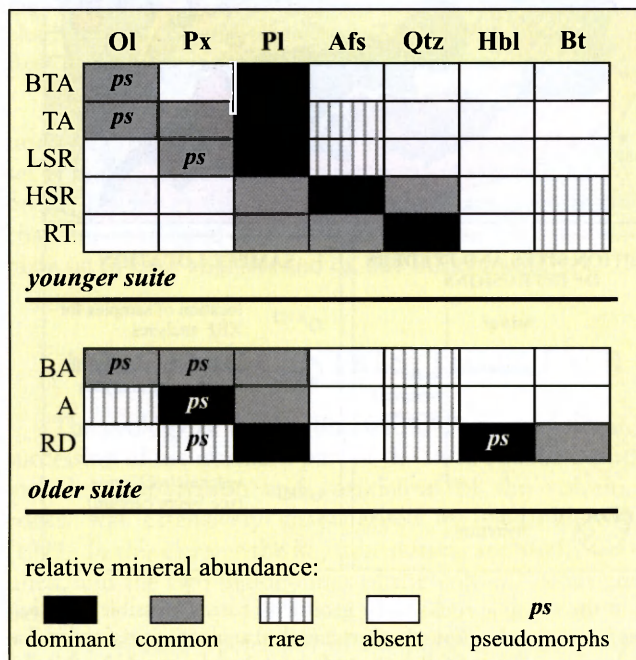 Ol Px Pl Afs Qtz Hbl Bt
BTA ps
TA ps
LSR ps
HSR
RT
younger suite
BA ps ps
A ps
RD ps ps
older suite
relative mineral abundance:
ps
dominant common rare absent pseudomorphs